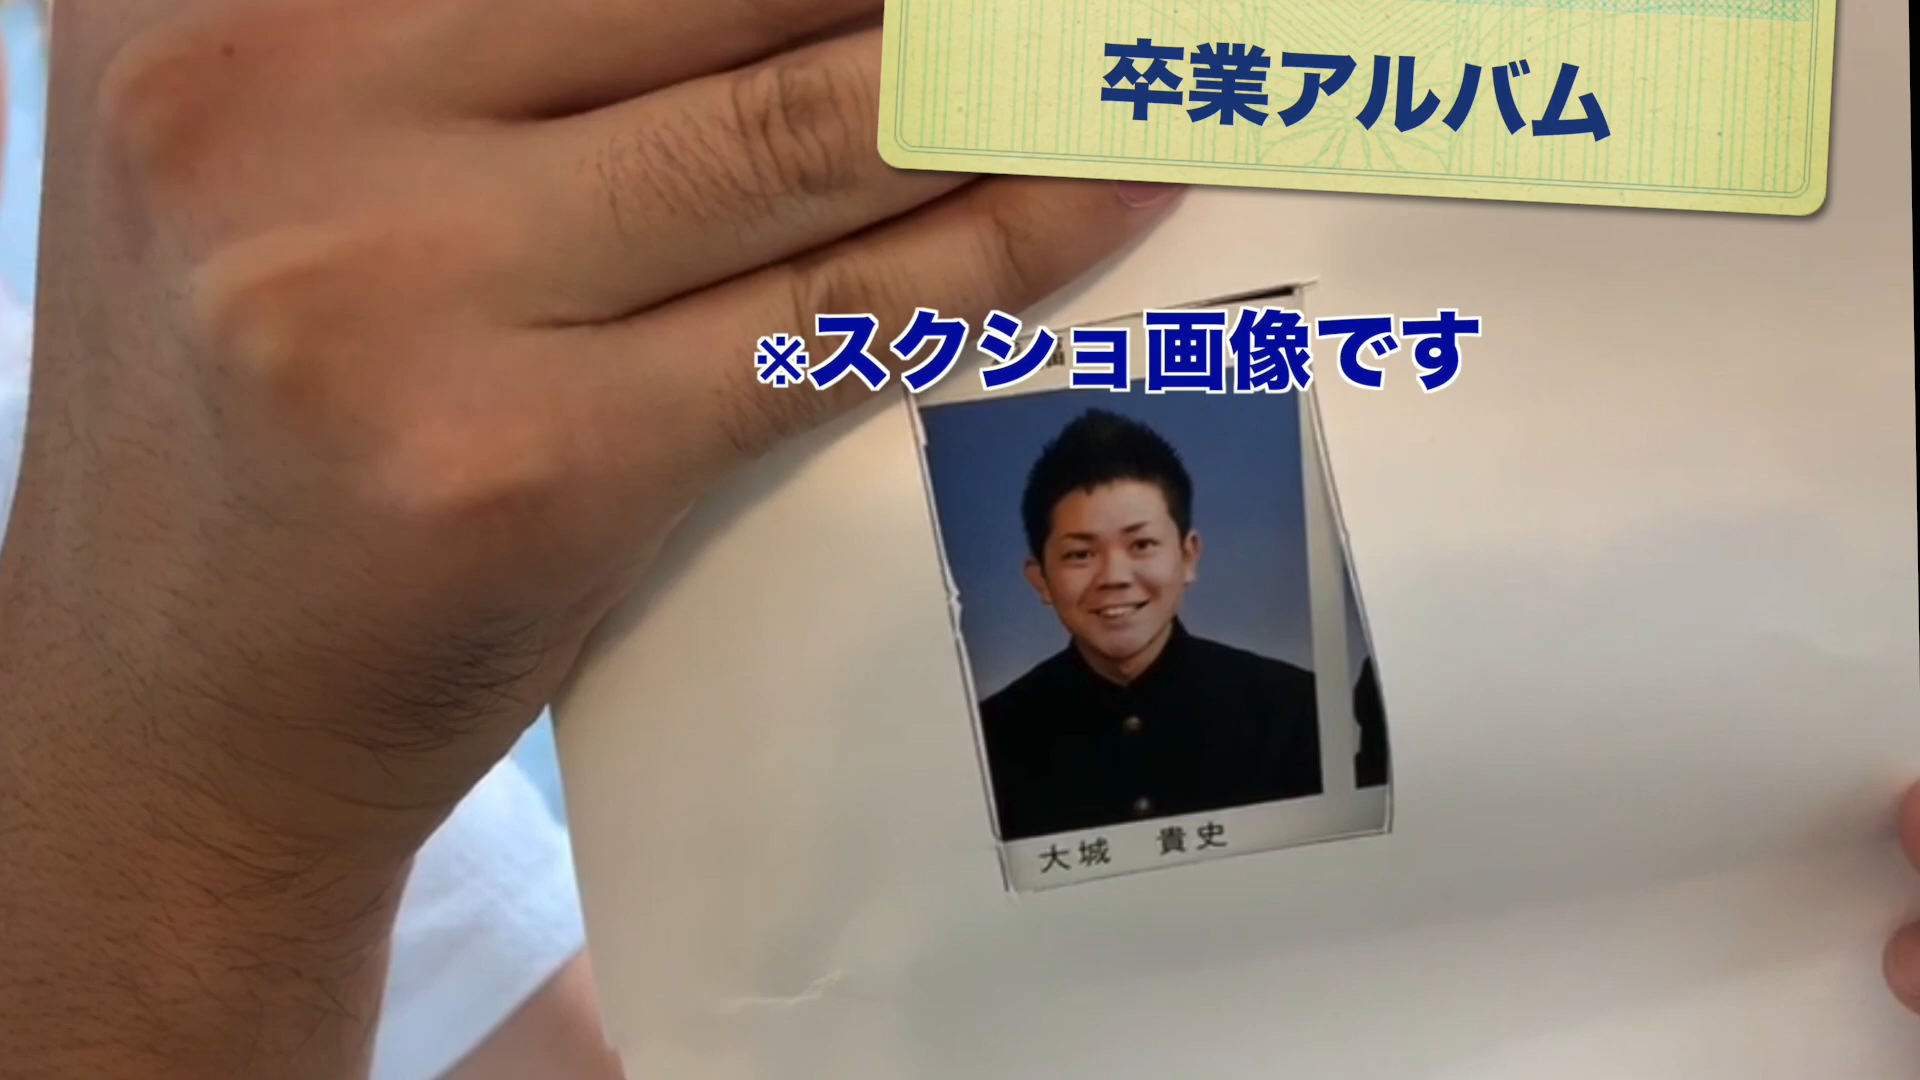 卒業アルバム
※スクショ画像です
大城 貴史